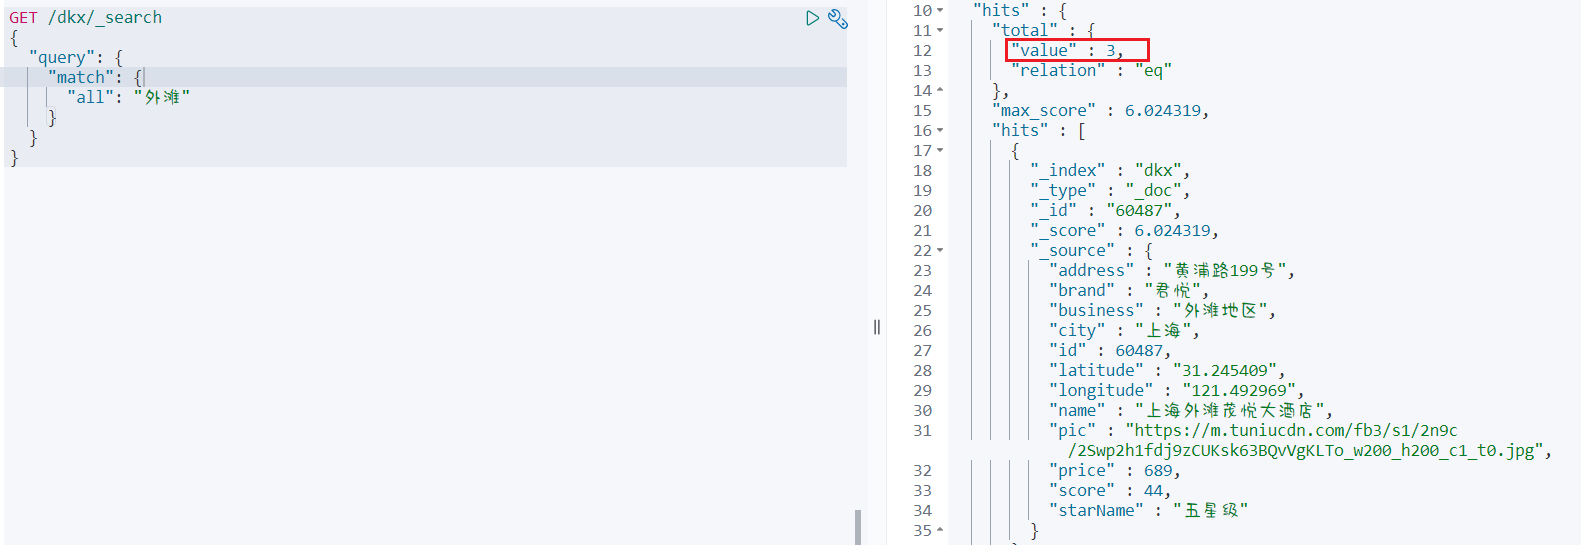 GET /dkx/_search
{
"query": {
"match": {
"all": "外滩"
}
}
}
10 "hits" : {
11 "total" : {
12 "value" : 3,
13 "relation" : "eq"
14 },
15 "max_score" : 6.024319,
16 "hits" : [
17 {
18 "_index" : "dkx",
19 "_type" : "_doc",
20 "_id" : "60487",
21 "_score" : 6.024319,
22 "_source" : {
23 "address" : "黄浦路199号",
24 "brand" : "君悦",
25 "business" : "外滩地区",
26 "city" : "上海",
27 "id" : 60487,
28 "latitude" : "31.245409",
29 "longitude" : "121.492969",
30 "name" : "上海外滩茂悦大酒店",
31 "pic" : "https://m.tuniucdn.com/fb3/s1/2n9c
/2Swp2h1fdj9zCUKsk63BQvVgKLTo_w200_h200_c1_t0.jpg",
32 "price" : 689,
33 "score" : 44,
34 "starName" : "五星级"
35 }